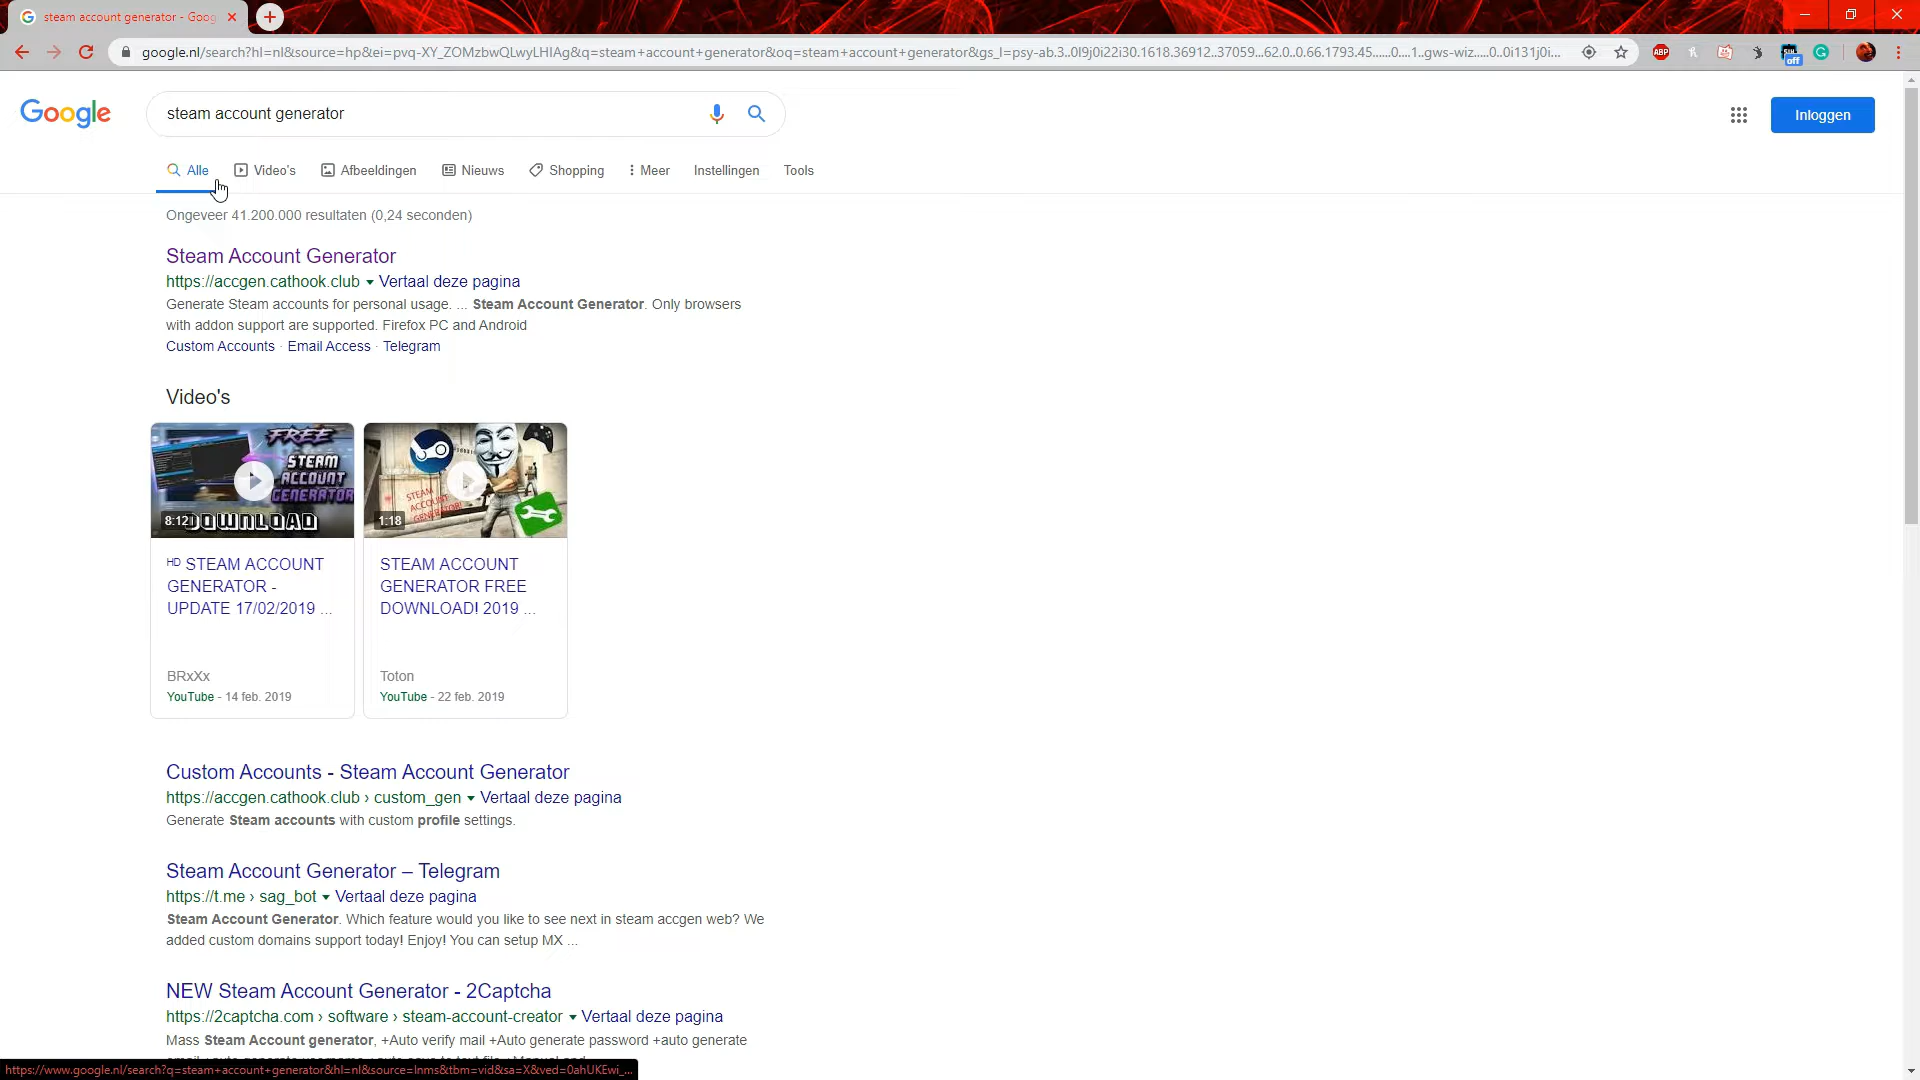 steam account generator - Goog
google.nl/search?hl=nl&source=hp&ei=pvq-XY_ZOMzbwQLwyLHIAg&q=steam+account+generator&oq=steam+account+generator&gs_l=psy-ab.3..0l9j0i22i30.1618.36912..37059...62.0..0.66.1793.45......0....1..gws-wiz.....0..0i131j0i...
ABP
off
Google
steam account generator
Inloggen
Alle
Video's
Afbeeldingen
Nieuws
Shopping
Meer
Instellingen
Tools
Ongeveer 41.200.000 resultaten (0,24 seconden)
Steam Account Generator
https://accgen.cathook.club Vertaal deze pagina
Generate Steam accounts for personal usage. ... Steam Account Generator. Only browsers
with addon support are supported. Firefox PC and Android
Custom Accounts · Email Access · Telegram
Video's
FREE
STEAM
ACCOUNT
GENERATOR
8:12
DOWNLOAD
STEAM
ACCOUNT
GENERATOR!
1:18
HD STEAM ACCOUNT
GENERATOR -
UPDATE 17/02/2019 ...
BRxXx
YouTube - 14 feb. 2019
STEAM ACCOUNT
GENERATOR FREE
DOWNLOAD! 2019 ...
Toton
YouTube - 22 feb. 2019
Custom Accounts - Steam Account Generator
https://accgen.cathook.club › custom_gen Vertaal deze pagina
Generate Steam accounts with custom profile settings.
Steam Account Generator – Telegram
https://t.me › sag_bot Vertaal deze pagina
Steam Account Generator. Which feature would you like to see next in steam accgen web? We
added custom domains support today! Enjoy! You can setup MX ...
NEW Steam Account Generator - 2Captcha
https://2captcha.com › software › steam-account-creator Vertaal deze pagina
Mass Steam Account generator, +Auto verify mail +Auto generate password +auto generate
https://www.google.nl/search?q=steam+account+generator&hl=nl&source=lnms&tbm=vid&sa=X&ved=0ahUKEwi_...